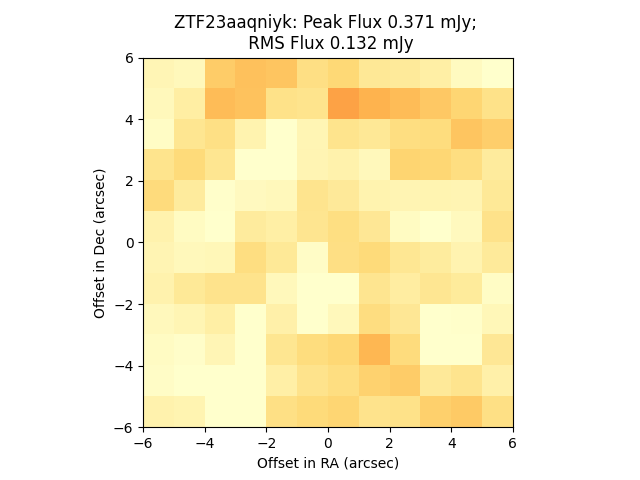 ZTF23aaqniyk: Peak Flux 0.371 mJy;
RMS Flux 0.132 mJy
6
4
2
0
−2
−4
−6
Offset in Dec (arcsec)
−6 −4 −2 0 2 4 6
Offset in RA (arcsec)